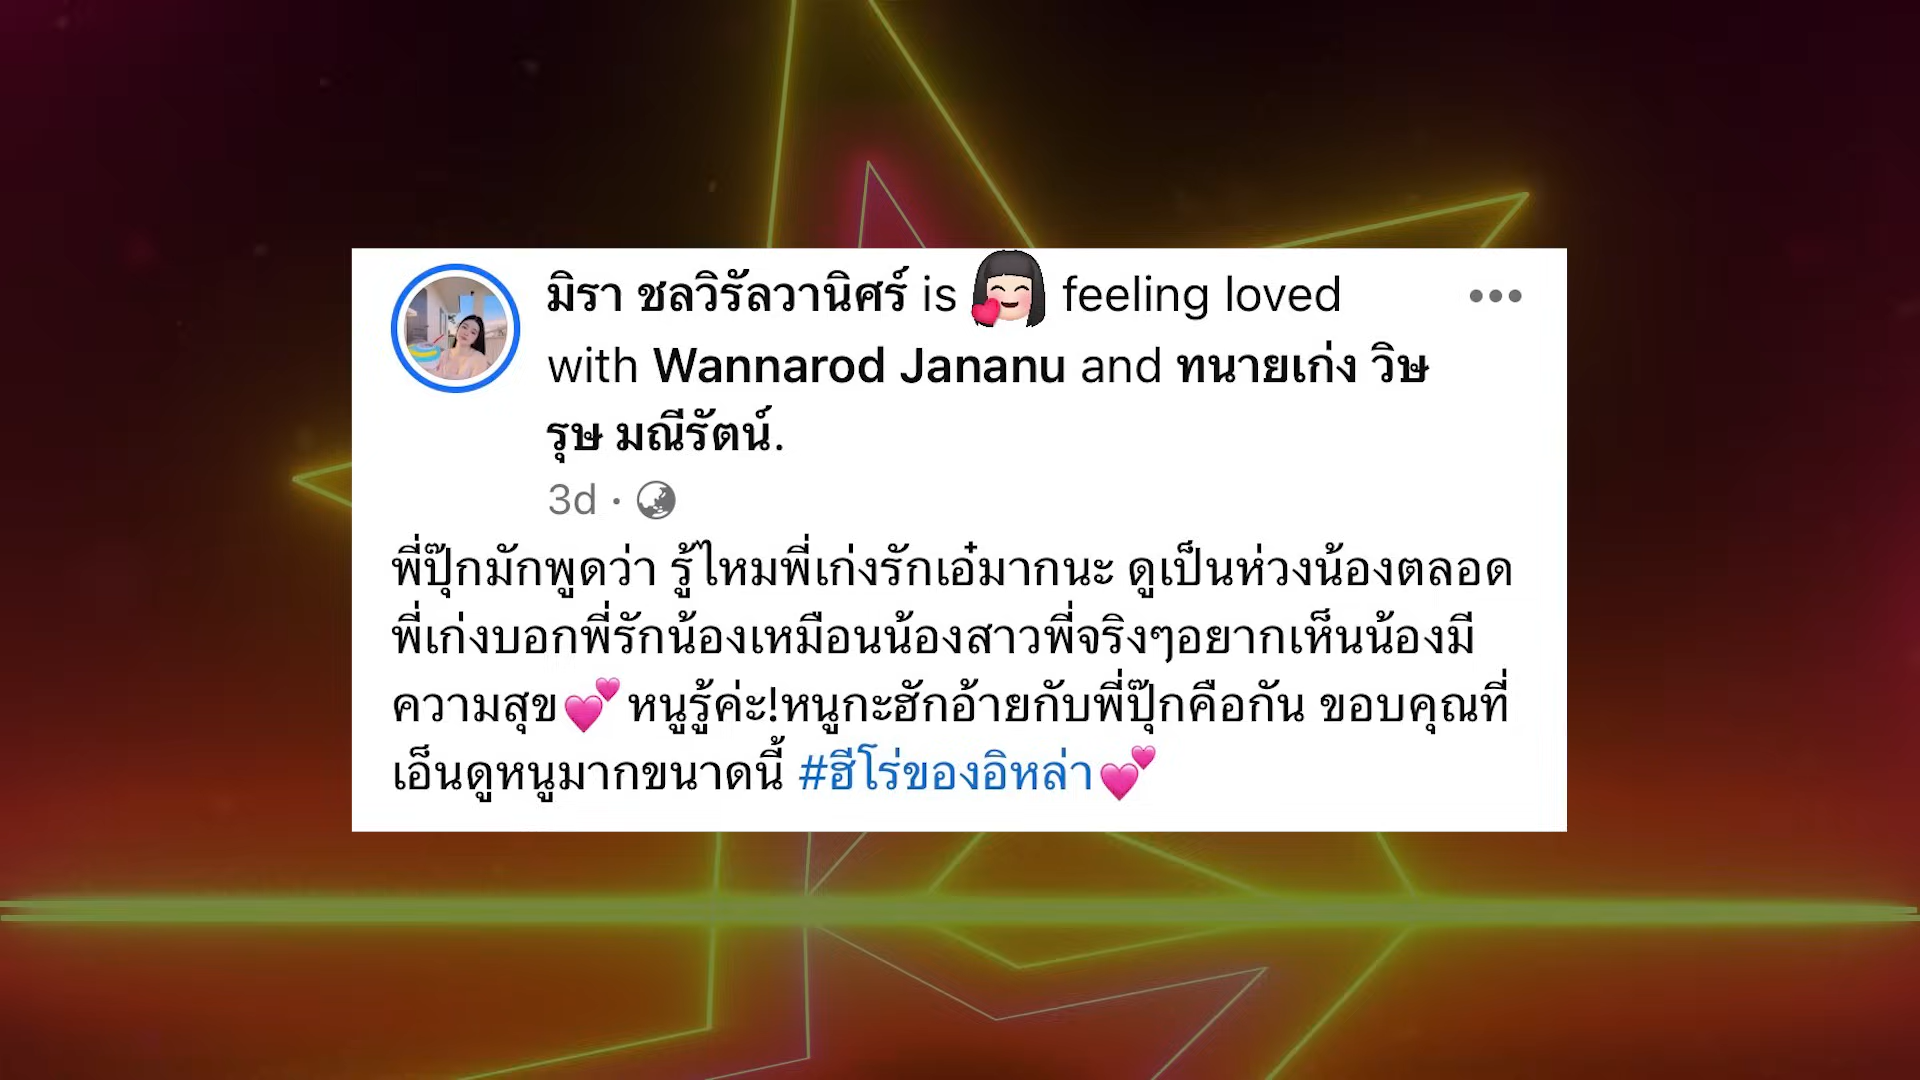 มิรา ชลวิรัลวานิศร์ is feeling loved
with Wannarod Jananu and ทนายเก่ง วิษ
รุษ มณีรัตน์.
3d ·
พี่ปุ๊กมักพูดว่า รู้ไหมพี่เก่งรักเอ๋มากนะ ดูเป็นห่วงน้องตลอด
พี่เก่งบอกพี่รักน้องเหมือนน้องสาวพี่จริงๆอยากเห็นน้องมี
ความสุข💕หนูรู้ค่ะ!หนูกะฮักอ้ายกับพี่ปุ๊กคือกัน ขอบคุณที่
เอ็นดูหนูมากขนาดนี้ #ฮีโร่ของอิหล่า💕